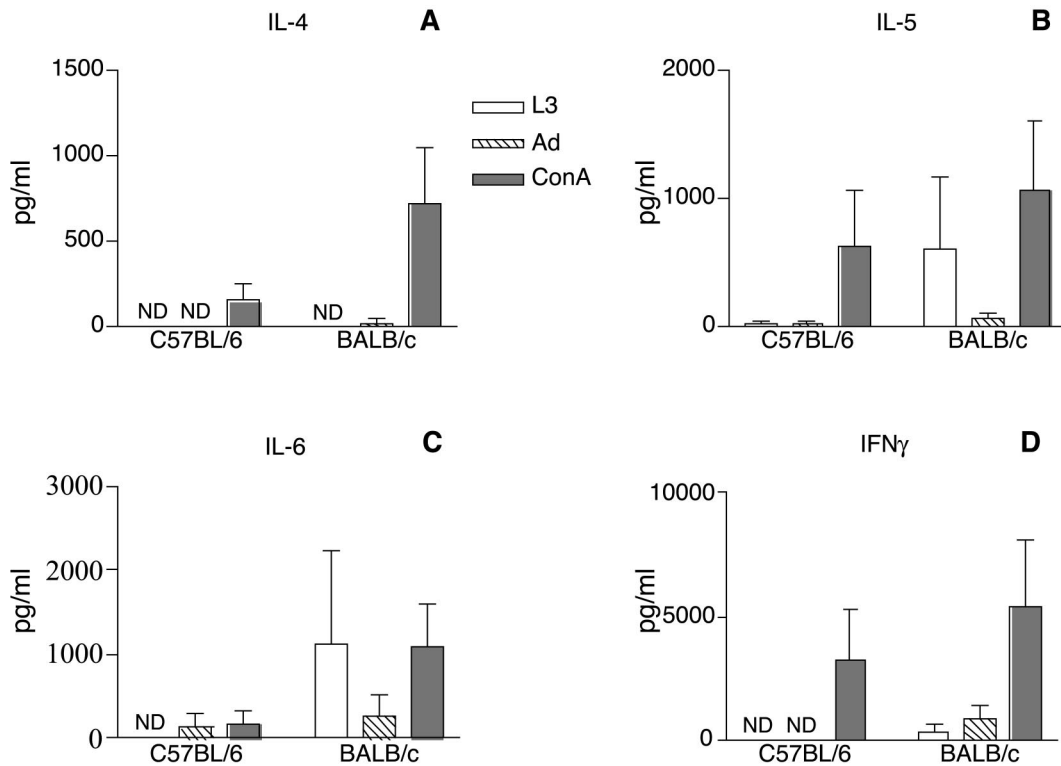 IL-4 A
1500
1000
500
0
pg/ml
ND ND ND
C57BL/6 BALB/c
L3
Ad
ConA
IL-5 B
2000
1000
0
pg/ml
C57BL/6 BALB/c
IL-6 C
3000
2000
1000
0
pg/ml
ND
C57BL/6 BALB/c
IFNγ D
10000
5000
0
pg/ml
ND ND
C57BL/6 BALB/c